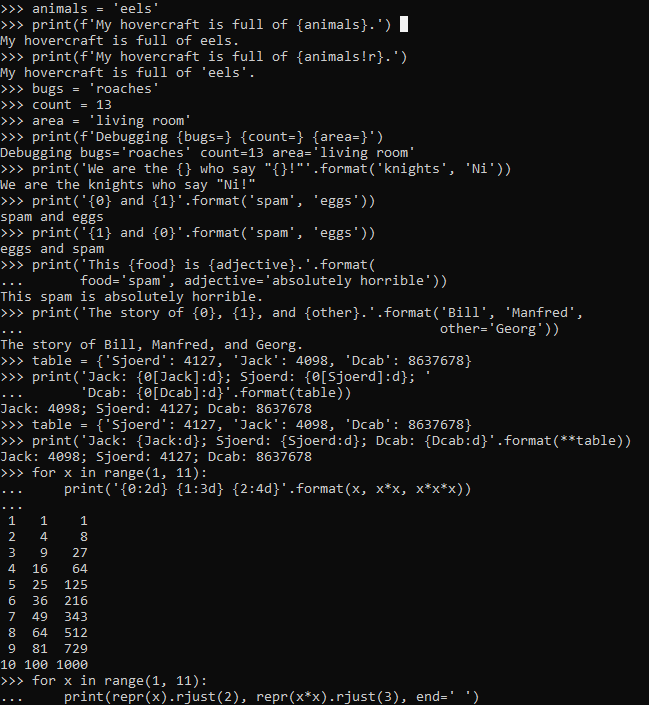 >>> animals = 'eels'
>>> print(f'My hovercraft is full of {animals}.')
My hovercraft is full of eels.
>>> print(f'My hovercraft is full of {animals!r}.')
My hovercraft is full of 'eels'.
>>> bugs = 'roaches'
>>> count = 13
>>> area = 'living room'
>>> print(f'Debugging {bugs=} {count=} {area=}')
Debugging bugs='roaches' count=13 area='living room'
>>> print('We are the {} who say "{}!"'.format('knights', 'Ni'))
We are the knights who say "Ni!"
>>> print('{0} and {1}'.format('spam', 'eggs'))
spam and eggs
>>> print('{1} and {0}'.format('spam', 'eggs'))
eggs and spam
>>> print('This {food} is {adjective}.'.format(
...       food='spam', adjective='absolutely horrible'))
This spam is absolutely horrible.
>>> print('The story of {0}, {1}, and {other}.'.format('Bill', 'Manfred',
...                                                    other='Georg'))
The story of Bill, Manfred, and Georg.
>>> table = {'Sjoerd': 4127, 'Jack': 4098, 'Dcab': 8637678}
>>> print('Jack: {0[Jack]:d}; Sjoerd: {0[Sjoerd]:d}; '
...       'Dcab: {0[Dcab]:d}'.format(table))
Jack: 4098; Sjoerd: 4127; Dcab: 8637678
>>> table = {'Sjoerd': 4127, 'Jack': 4098, 'Dcab': 8637678}
>>> print('Jack: {Jack:d}; Sjoerd: {Sjoerd:d}; Dcab: {Dcab:d}'.format(**table))
Jack: 4098; Sjoerd: 4127; Dcab: 8637678
>>> for x in range(1, 11):
...     print('{0:2d} {1:3d} {2:4d}'.format(x, x*x, x*x*x))
...
 1   1    1
 2   4    8
 3   9   27
 4  16   64
 5  25  125
 6  36  216
 7  49  343
 8  64  512
 9  81  729
10 100 1000
>>> for x in range(1, 11):
...     print(repr(x).rjust(2), repr(x*x).rjust(3), end=' ')